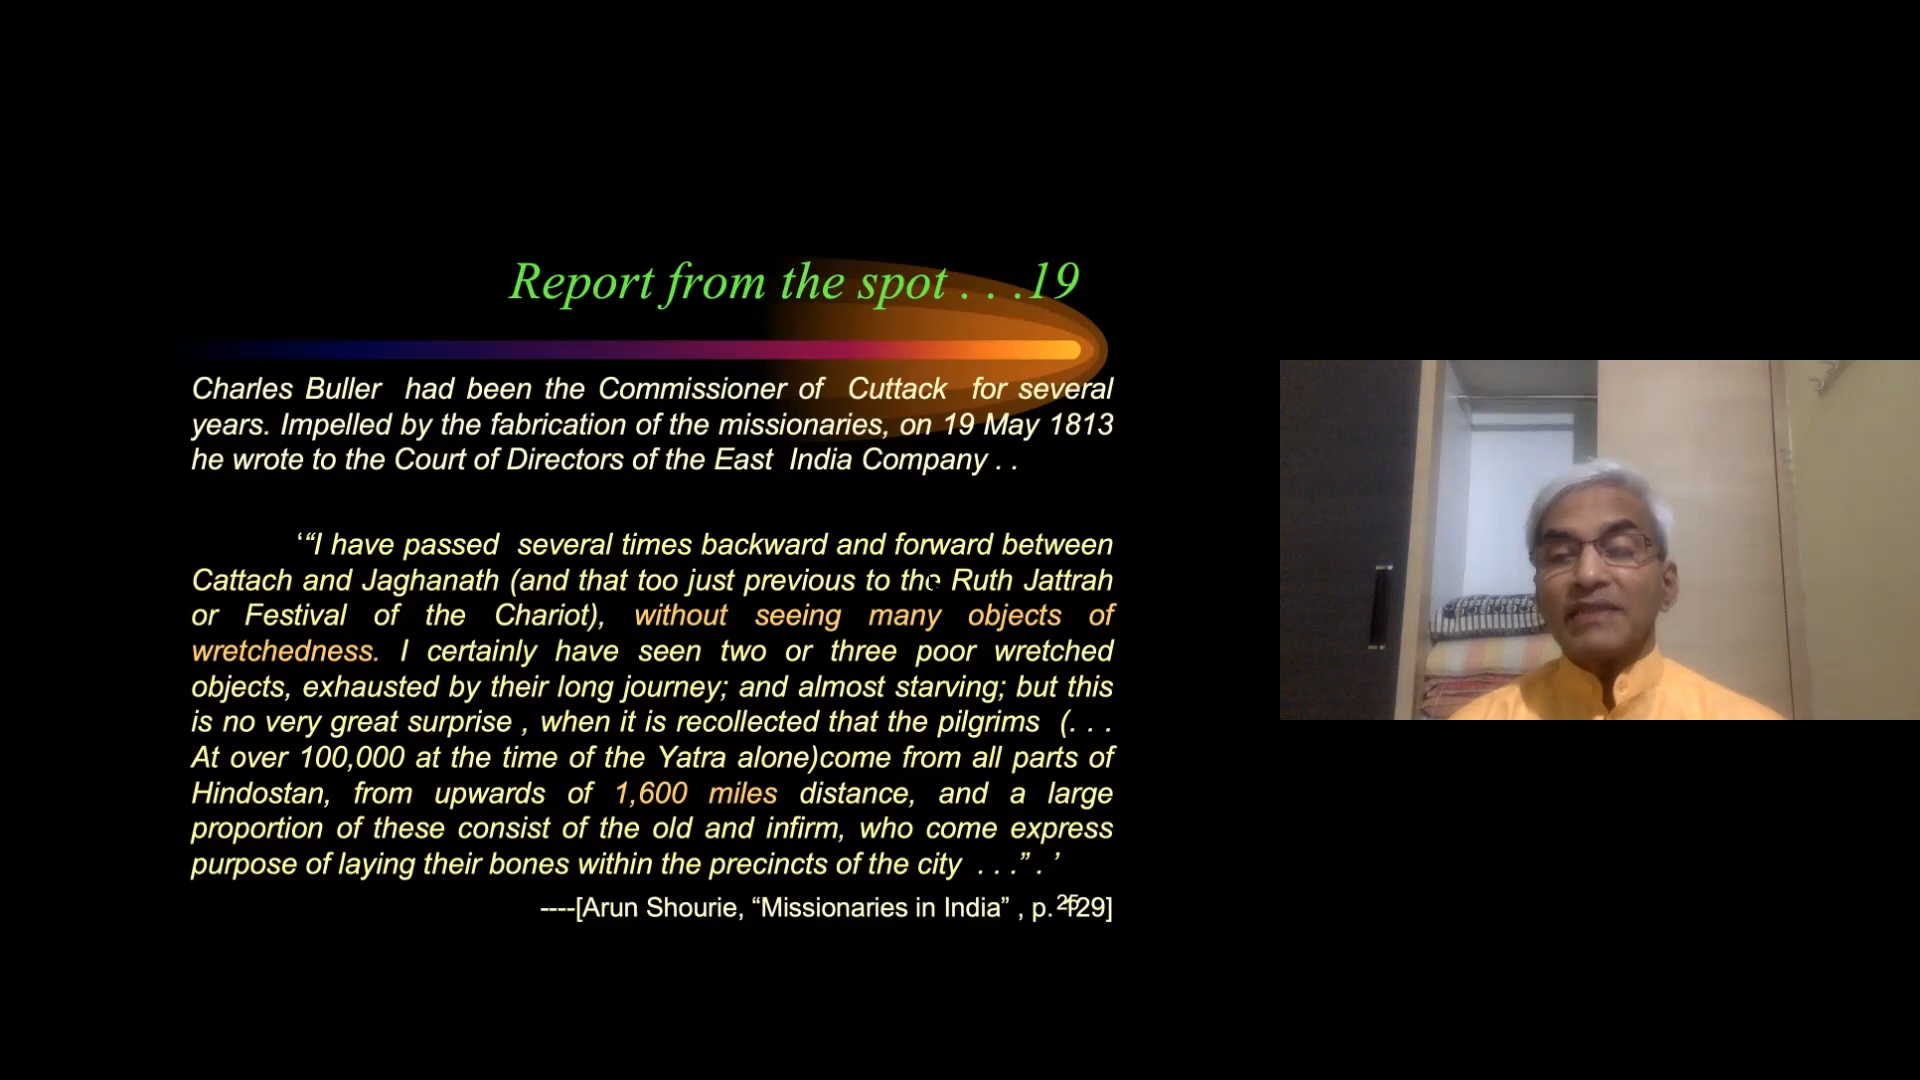 Report from the spot . . .19
Charles Buller had been the Commissioner of Cuttack for several
years. Impelled by the fabrication of the missionaries, on 19 May 1813
he wrote to the Court of Directors of the East India Company . .
‘“I have passed several times backward and forward between
Cattach and Jaghanath (and that too just previous to the Ruth Jattrah
or Festival of the Chariot), without seeing many objects of
wretchedness. I certainly have seen two or three poor wretched
objects, exhausted by their long journey; and almost starving; but this
is no very great surprise , when it is recollected that the pilgrims (. . .
At over 100,000 at the time of the Yatra alone)come from all parts of
Hindostan, from upwards of 1,600 miles distance, and a large
proportion of these consist of the old and infirm, who come express
purpose of laying their bones within the precincts of the city . . .” . ’
----[Arun Shourie, “Missionaries in India” , p.